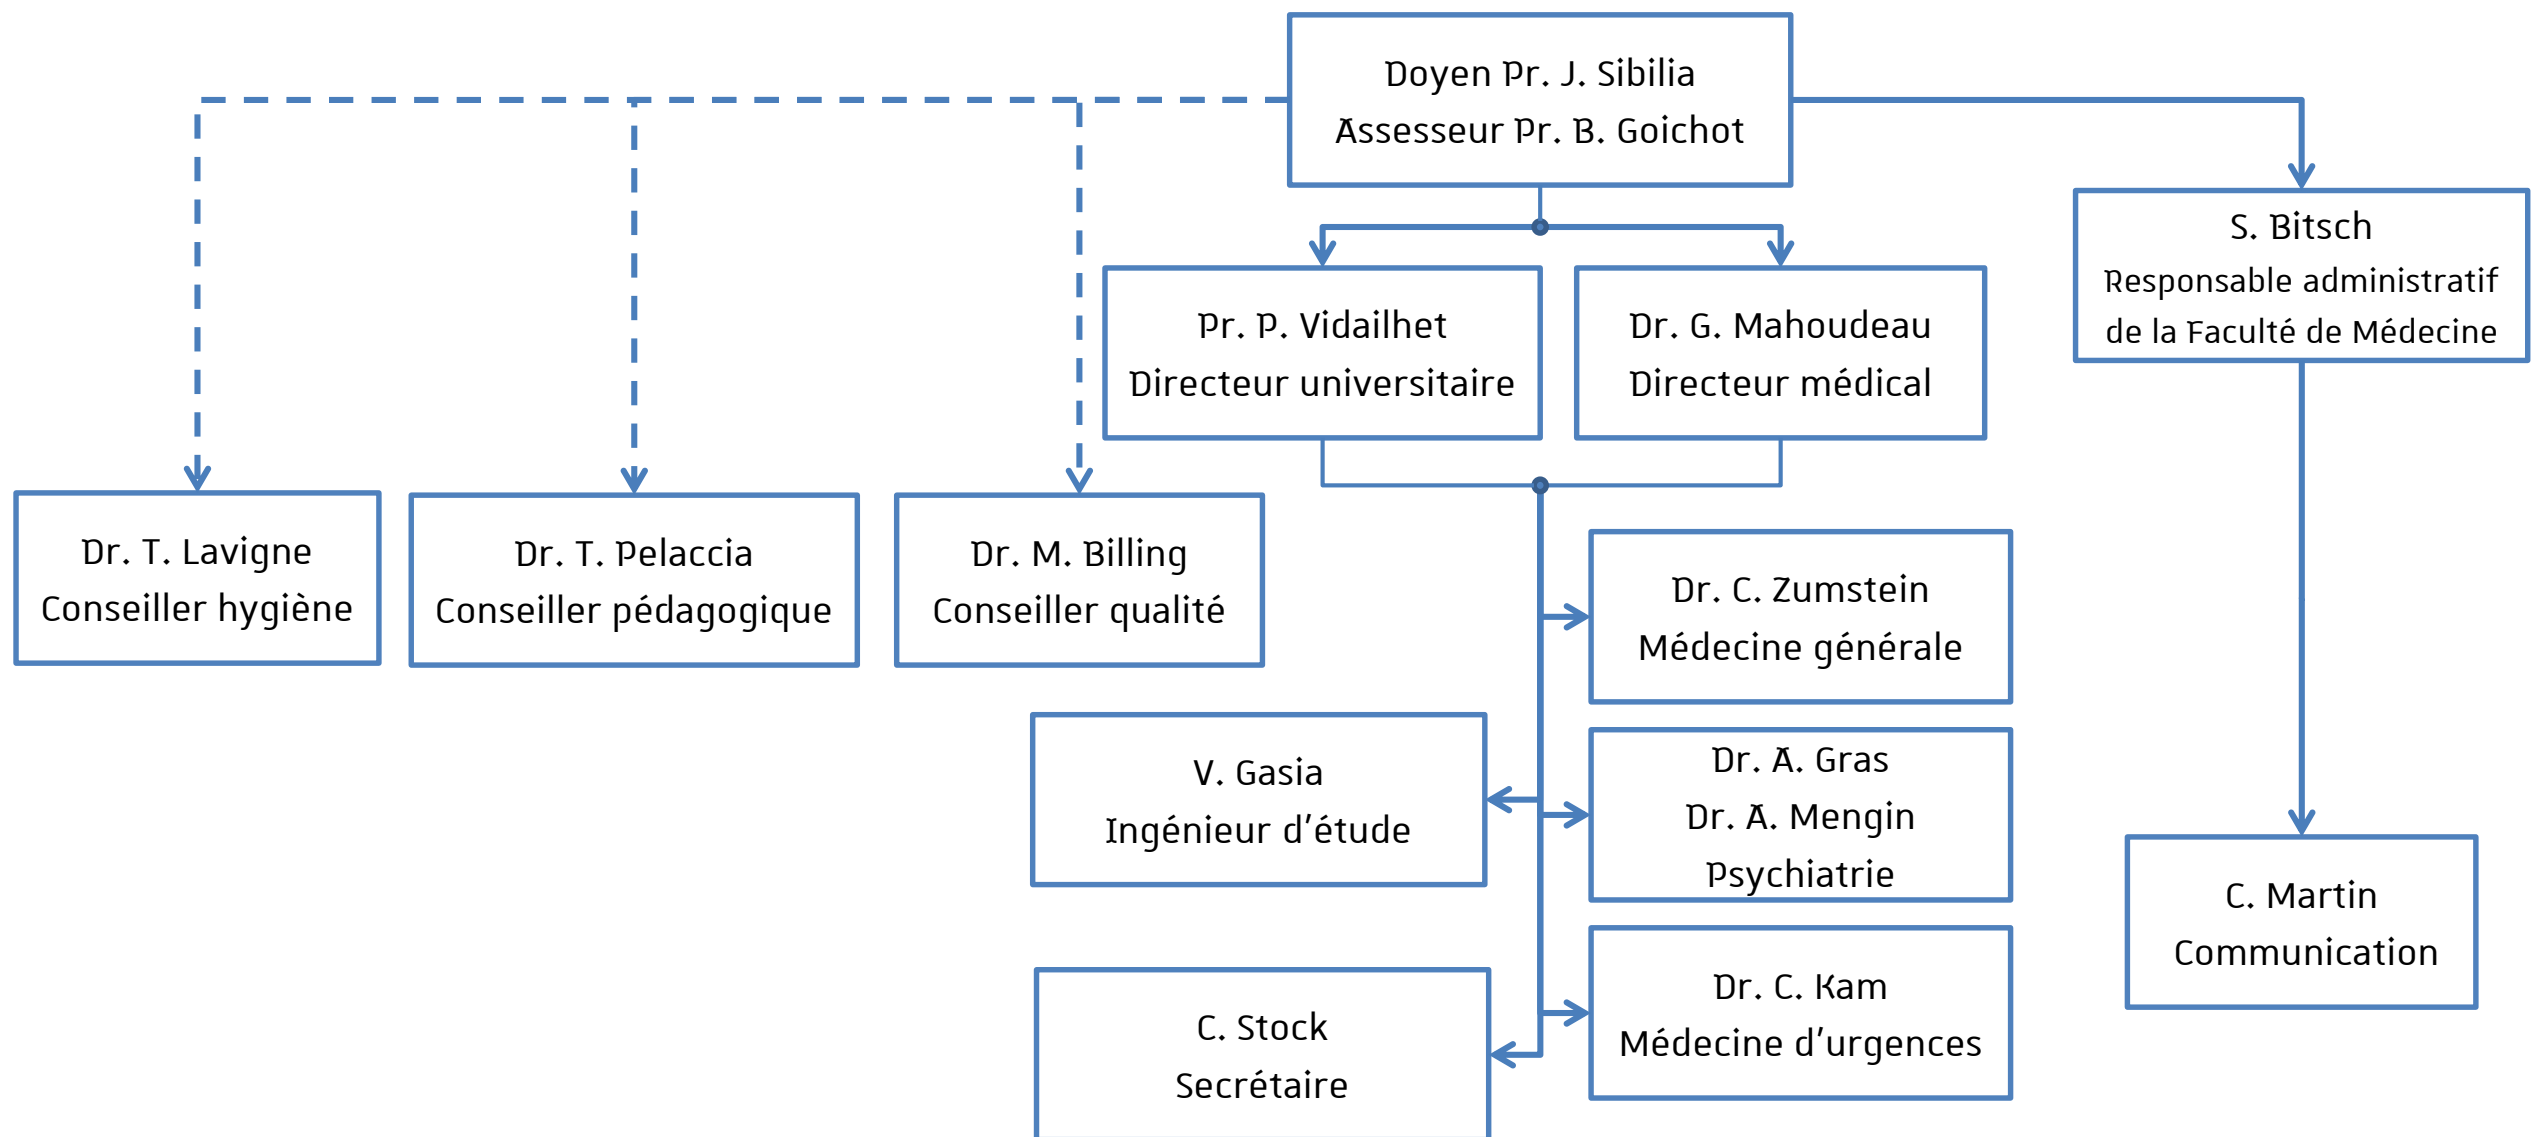 Doyen Pr. J. Sibilia
Assesseur Pr. B. Goichot
S. Bitsch
Responsable administratif
de la Faculté de Médecine
Pr. P. Vidailhet
Directeur universitaire
Dr. G. Mahoudeau
Directeur médical
Dr. T. Lavigne
Conseiller hygiène
Dr. T. Pelaccia
Conseiller pédagogique
Dr. M. Billing
Conseiller qualité
Dr. C. Zumstein
Médecine générale
V. Gasia
Ingénieur d'étude
Dr. A. Gras
Dr. A. Mengin
Psychiatrie
C. Martin
Communication
C. Stock
Secrétaire
Dr. C. Kam
Médecine d'urgences